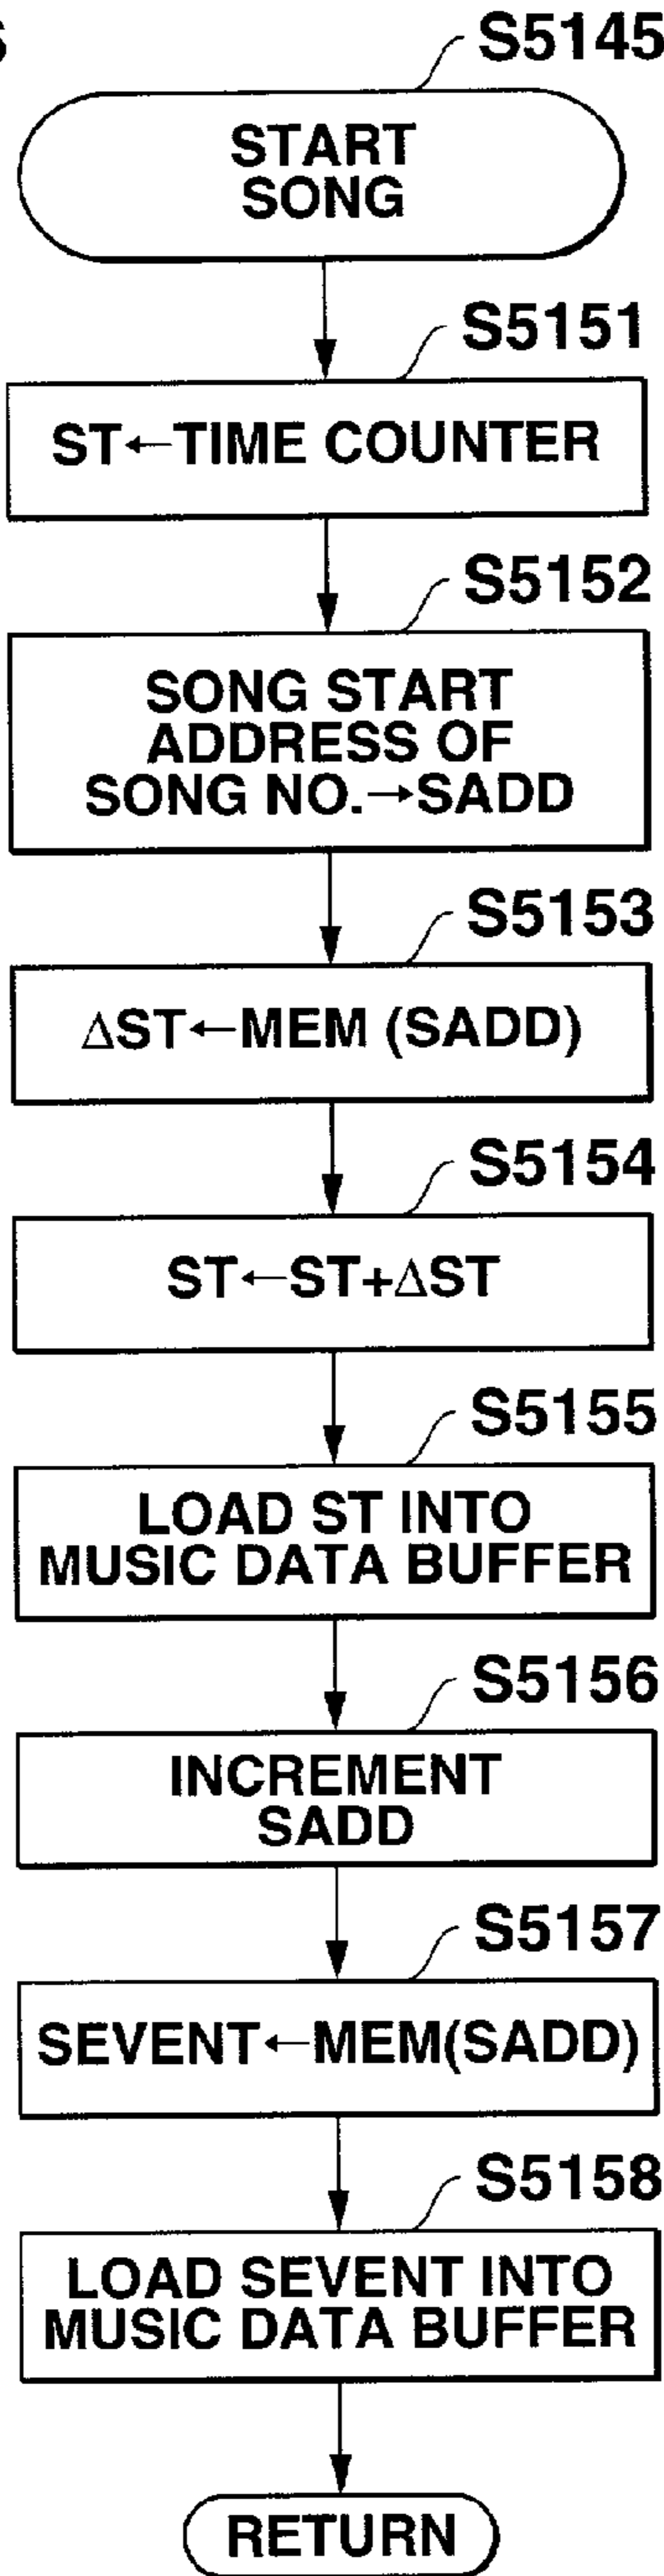 S5145
START
SONG
S5151
ST←TIME COUNTER
S5152
SONG START
ADDRESS OF
SONG NO.→SADD
S5153
ΔST←MEM (SADD)
S5154
ST←ST+ΔST
S5155
LOAD ST INTO
MUSIC DATA BUFFER
S5156
INCREMENT
SADD
S5157
SEVENT←MEM(SADD)
S5158
LOAD SEVENT INTO
MUSIC DATA BUFFER
RETURN